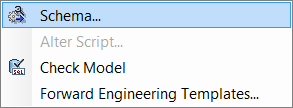 Schema...
Alter Script...
Check Model
Forward Engineering Templates...